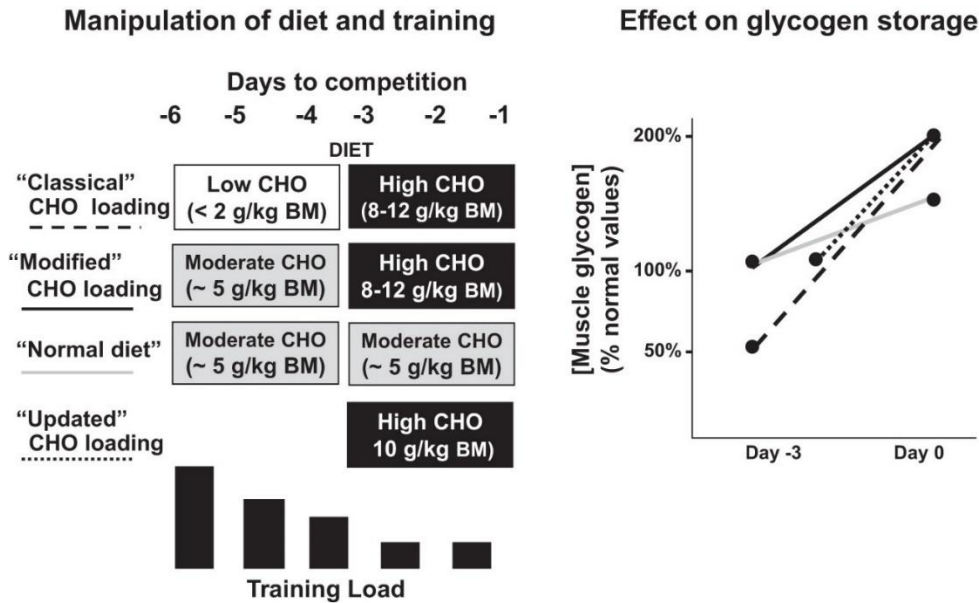 Manipulation of diet and training
Days to competition
-6 -5 -4 -3 -2 -1
DIET
“Classical”
CHO loading
Low CHO
(< 2 g/kg BM)
High CHO
(8-12 g/kg BM)
“Modified”
CHO loading
Moderate CHO
(~ 5 g/kg BM)
High CHO
8-12 g/kg BM)
“Normal diet”
Moderate CHO
(~ 5 g/kg BM)
Moderate CHO
(~ 5 g/kg BM)
“Updated”
CHO loading
High CHO
10 g/kg BM)
Training Load
Effect on glycogen storage
[Muscle glycogen]
(% normal values)
200%
100%
50%
Day -3 Day 0